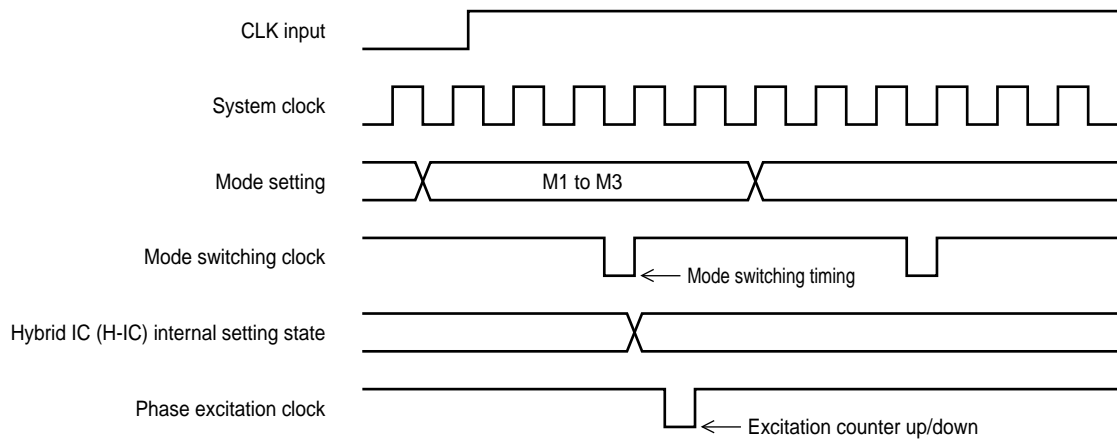 CLK input
System clock
Mode setting
M1 to M3
Mode switching clock
Mode switching timing
Hybrid IC (H-IC) internal setting state
Phase excitation clock
Excitation counter up/down